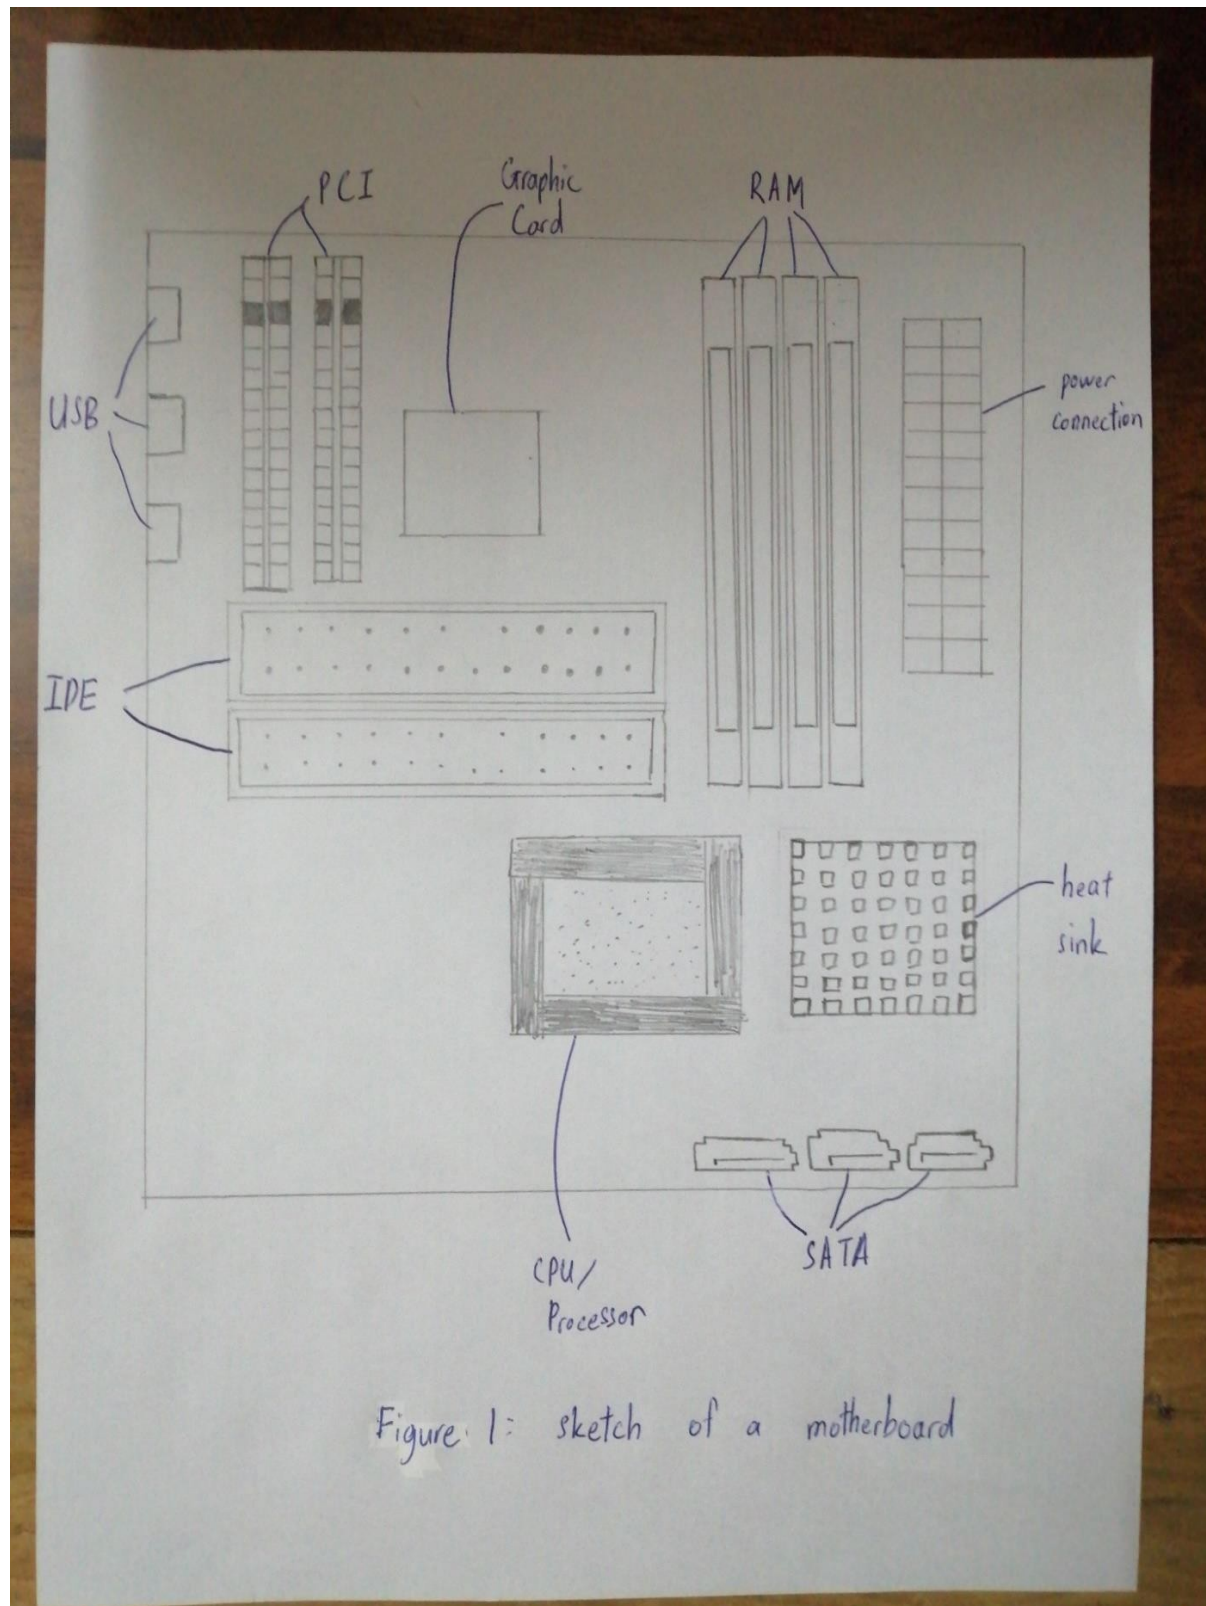 PCI
Graphic
Card
RAM
USB
power
connection
IDE
heat
sink
SATA
CPU/
Processor
Figure 1: sketch of a motherboard